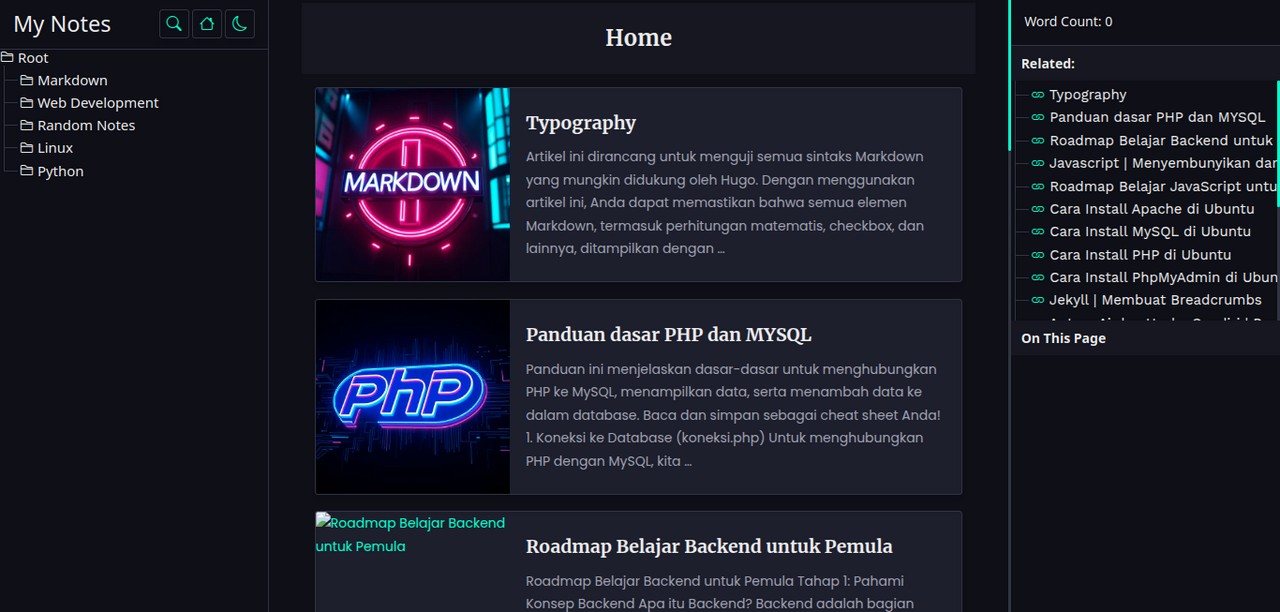 My Notes
Root
Markdown
Web Development
Random Notes
Linux
Python
Home
MARKDOWN
Typography
Artikel ini dirancang untuk menguji semua sintaks Markdown
yang mungkin didukung oleh Hugo. Dengan menggunakan
artikel ini, Anda dapat memastikan bahwa semua elemen
Markdown, termasuk perhitungan matematis, checkbox, dan
lainnya, ditampilkan dengan …
PhP
Panduan dasar PHP dan MYSQL
Panduan ini menjelaskan dasar-dasar untuk menghubungkan
PHP ke MySQL, menampilkan data, serta menambah data ke
dalam database. Baca dan simpan sebagai cheat sheet Anda!
1. Koneksi ke Database (koneksi.php) Untuk menghubungkan
PHP dengan MySQL, kita …
Roadmap Belajar Backend
untuk Pemula
Roadmap Belajar Backend untuk Pemula
Roadmap Belajar Backend untuk Pemula Tahap 1: Pahami
Konsep Backend Apa itu Backend? Backend adalah bagian
Word Count: 0
Related:
Typography
Panduan dasar PHP dan MYSQL
Roadmap Belajar Backend untuk
Javascript | Menyembunyikan dan
Roadmap Belajar JavaScript untu
Cara Install Apache di Ubuntu
Cara Install MySQL di Ubuntu
Cara Install PHP di Ubuntu
Cara Install PhpMyAdmin di Ubun
Jekyll | Membuat Breadcrumbs
On This Page